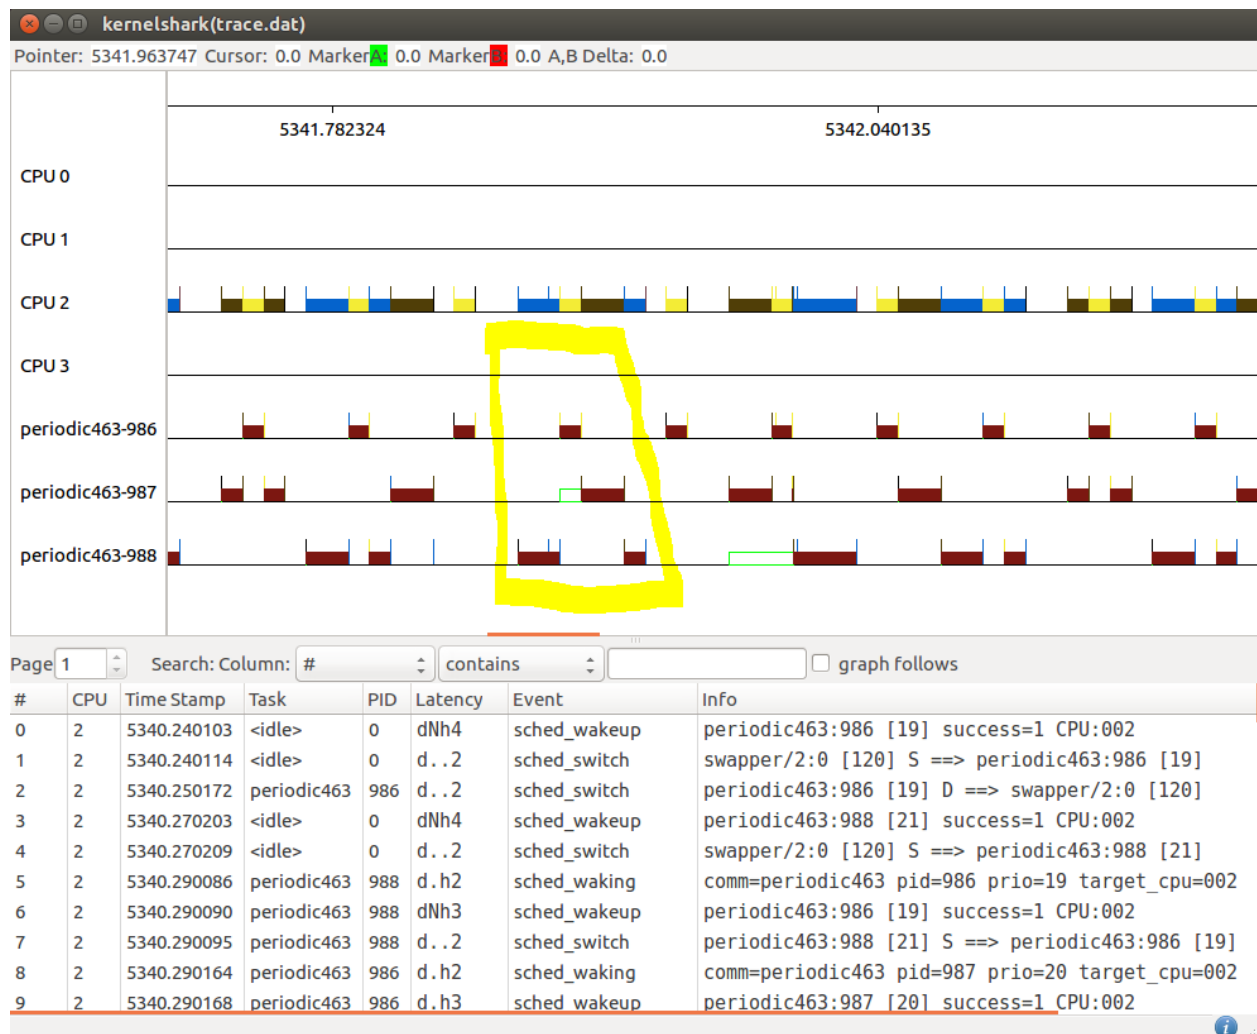 kernelshark(trace.dat)
Pointer: 5341.963747 Cursor: 0.0 MarkerA: 0.0 MarkerB: 0.0 A,B Delta: 0.0
5341.782324 5342.040135
CPU 0
CPU 1
CPU 2
CPU 3
periodic463-986
periodic463-987
periodic463-988
Page 1 Search: Column: # contains graph follows
# CPU Time Stamp Task PID Latency Event Info
0 2 5340.240103 <idle> 0 dNh4 sched_wakeup periodic463:986 [19] success=1 CPU:002
1 2 5340.240114 <idle> 0 d..2 sched_switch swapper/2:0 [120] S ==> periodic463:986 [19]
2 2 5340.250172 periodic463 986 d..2 sched_switch periodic463:986 [19] D ==> swapper/2:0 [120]
3 2 5340.270203 <idle> 0 dNh4 sched_wakeup periodic463:988 [21] success=1 CPU:002
4 2 5340.270209 <idle> 0 d..2 sched_switch swapper/2:0 [120] S ==> periodic463:988 [21]
5 2 5340.290086 periodic463 988 d.h2 sched_waking comm=periodic463 pid=986 prio=19 target_cpu=002
6 2 5340.290090 periodic463 988 dNh3 sched_wakeup periodic463:986 [19] success=1 CPU:002
7 2 5340.290095 periodic463 988 d..2 sched_switch periodic463:988 [21] S ==> periodic463:986 [19]
8 2 5340.290164 periodic463 986 d.h2 sched_waking comm=periodic463 pid=987 prio=20 target_cpu=002
9 2 5340.290168 periodic463 986 d.h3 sched_wakeup periodic463:987 [20] success=1 CPU:002